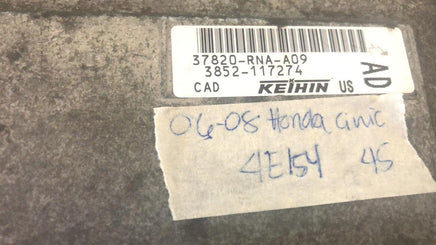 37820-RNA-A09
3852-117274
CAD KEIHIN US
AD
06-08 Honda Civic
4E154 45